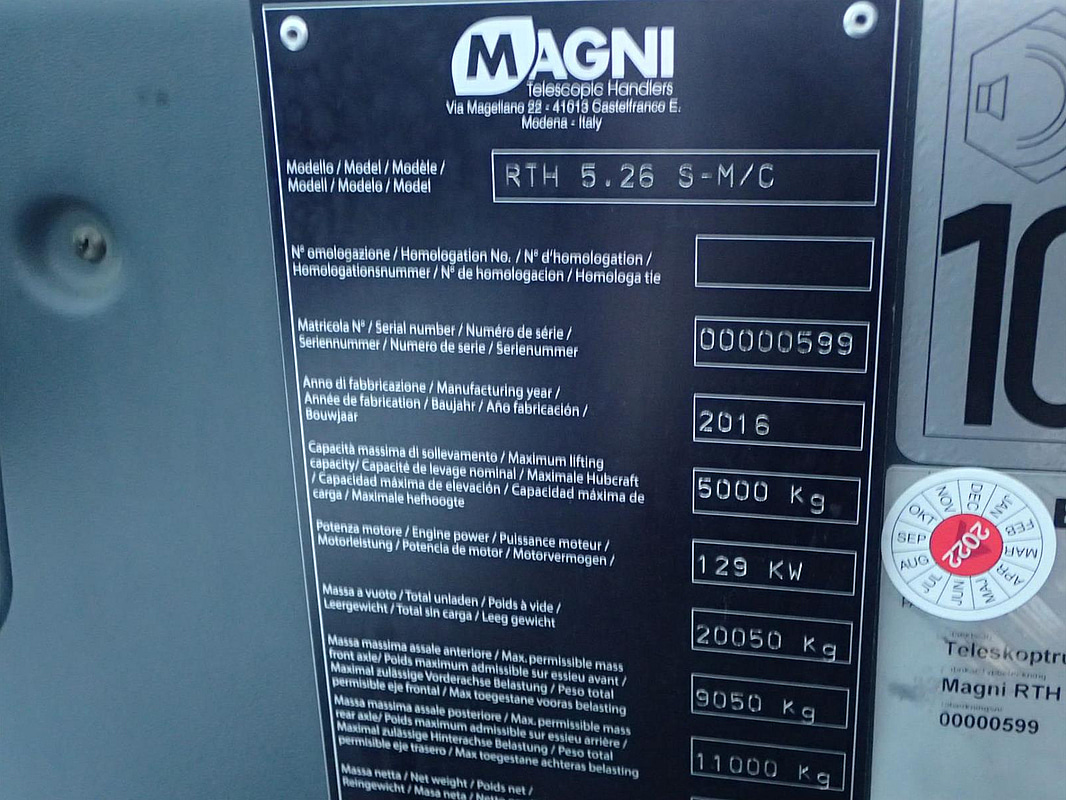 MAGNI
Telescopic Handlers
Via Magellano 22 - 41013 Castelfranco E.
Modena - Italy
Modello / Model / Modèle /
Modell / Modelo / Model
RTH 5.26 S-M/C
N° omologazione / Homologation No. / N° d'homologation /
Homologationsnummer / N° de homologacion / Homologa tie
Matricola N° / Serial number / Numéro de série /
Seriennummer / Numero de serie / Serienummer
00000599
Anno di fabbricazione / Manufacturing year /
Année de fabrication / Baujahr / Año fabricación /
Bouwjaar
2016
Capacità massima di sollevamento / Maximum lifting
capacity/ Capacité de levage nominal / Maximale Hubcraft
/ Capacidad máxima de elevación / Capacidad máxima de
carga / Maximale hefhoogte
5000 Kg
Potenza motore / Engine power / Puissance moteur /
Motorleistung / Potencia de motor / Motorvermogen /
129 KW
Massa a vuoto / Total unladen / Poids à vide /
Leergewicht / Total sin carga / Leeg gewicht
20050 Kg
Massa massima assale anteriore / Max. permissible mass
front axle/ Poids maximum admissible sur essieu avant /
Maximal zulässige Vorderachse Belastung / Peso total
permisible eje frontal / Max toegestane vooras belasting
9050 Kg
Massa massima assale posteriore / Max. permissible mass
rear axle/ Poids maximum admissible sur essieu arrière /
Maximal zulässige Hinterachse Belastung / Peso total
permisible eje trasero / Max toegestane achteras belasting
11000 Kg
Massa netta / Net weight / Poids net /
Reingewicht / Masa neta / Netto
10
JAN
FEB
MAR
APR
MAJ
JUN
JUL
AUG
SEP
OKT
NOV
DEC
2022
Teleskoptru
Magni RTH
00000599